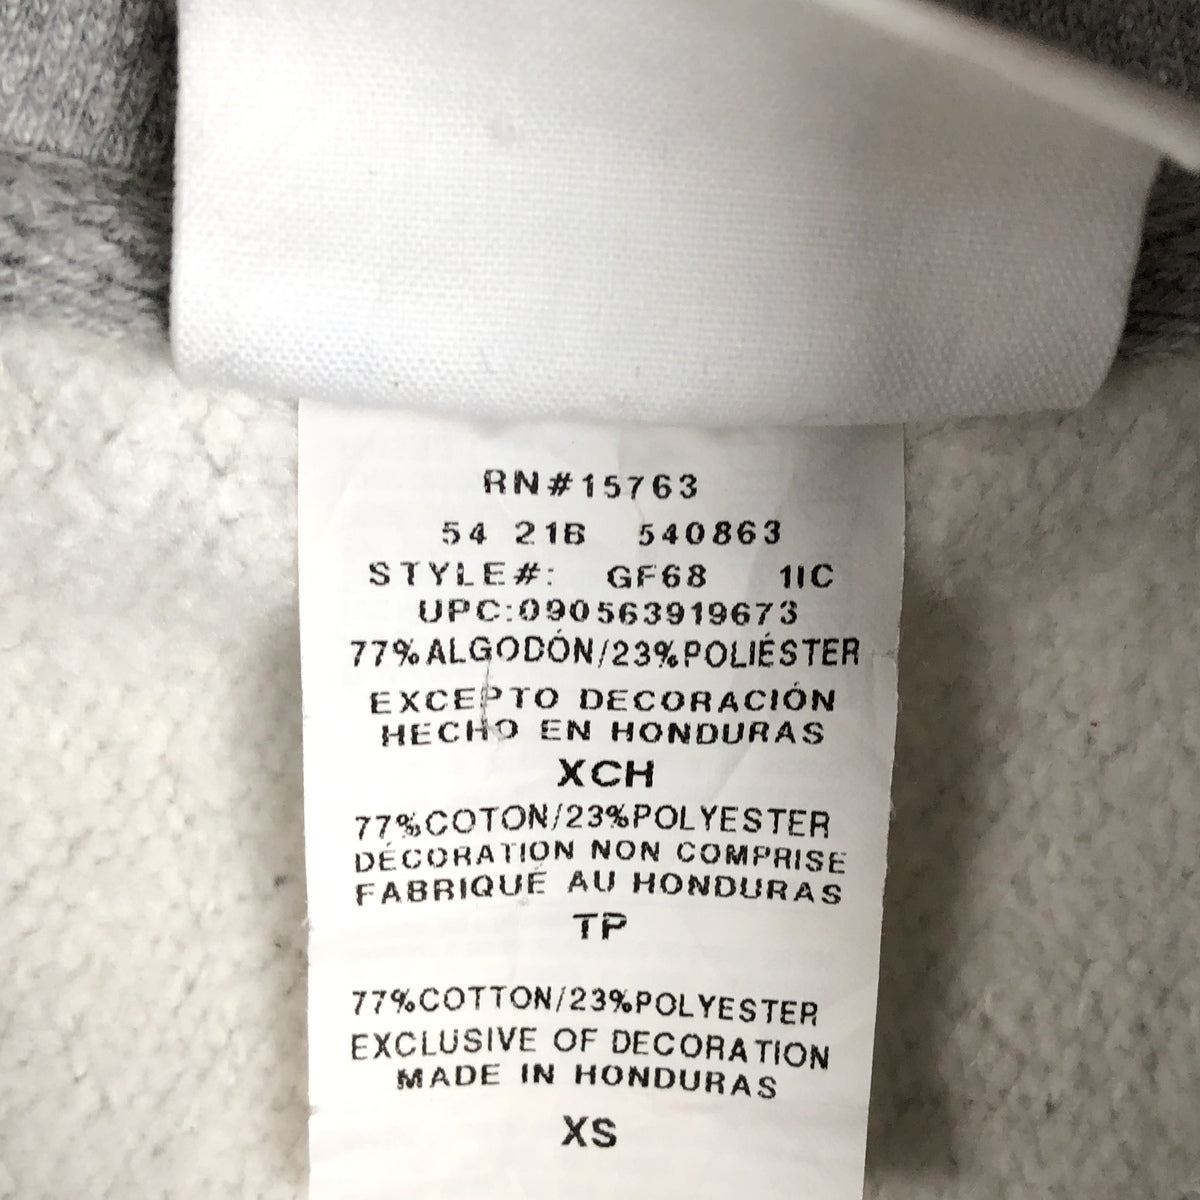 RN#15763
54 21B 540863
STYLE#: GF68 1IC
UPC:090563919673
77%ALGODÓN/23%POLIÉSTER
EXCEPTO DECORACIÓN
HECHO EN HONDURAS
XCH
77%COTON/23%POLYESTER
DÉCORATION NON COMPRISE
FABRIQUÉ AU HONDURAS
TP
77%COTTON/23%POLYESTER
EXCLUSIVE OF DECORATION
MADE IN HONDURAS
XS